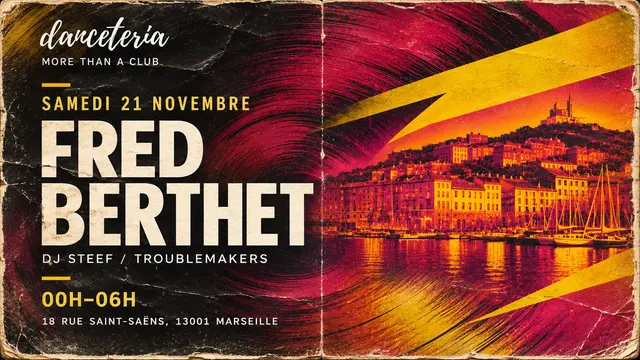 danceteria
MORE THAN A CLUB
SAMEDI 21 NOVEMBRE
FRED
BERTHET
DJ STEEF / TROUBLEMAKERS
00H–06H
18 RUE SAINT-SAËNS, 13001 MARSEILLE